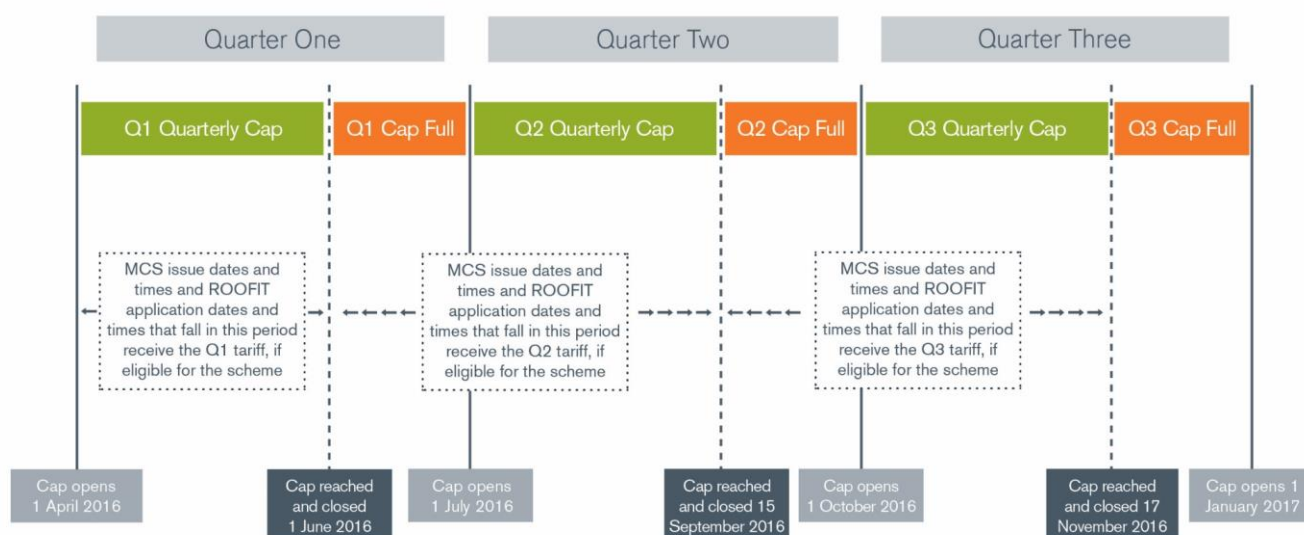 Quarter One
Quarter Two
Quarter Three
Q1 Quarterly Cap
Q1 Cap Full
Q2 Quarterly Cap
Q2 Cap Full
Q3 Quarterly Cap
Q3 Cap Full
MCS issue dates and
times and ROOFIT
application dates and
times that fall in this period
receive the Q1 tariff, if
eligible for the scheme
MCS issue dates and
times and ROOFIT
application dates and
times that fall in this period
receive the Q2 tariff, if
eligible for the scheme
MCS issue dates and
times and ROOFIT
application dates and
times that fall in this period
receive the Q3 tariff, if
eligible for the scheme
Cap opens
1 April 2016
Cap reached
and closed
1 June 2016
Cap opens
1 July 2016
Cap reached
and closed 15
September 2016
Cap opens
1 October 2016
Cap reached
and closed 17
November 2016
Cap opens 1
January 2017